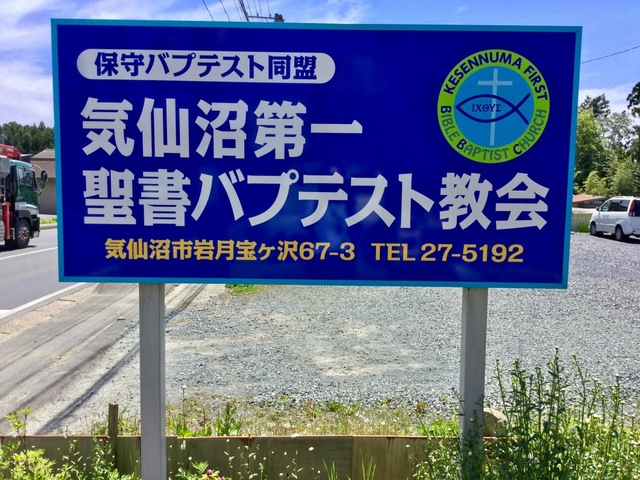 保守バプテスト同盟
気仙沼第一
聖書バプテスト教会
気仙沼市岩月宝ヶ沢67-3 TEL 27-5192
KESENNUMA FIRST
BIBLE BAPTIST CHURCH
ΙΧΘΥΣ